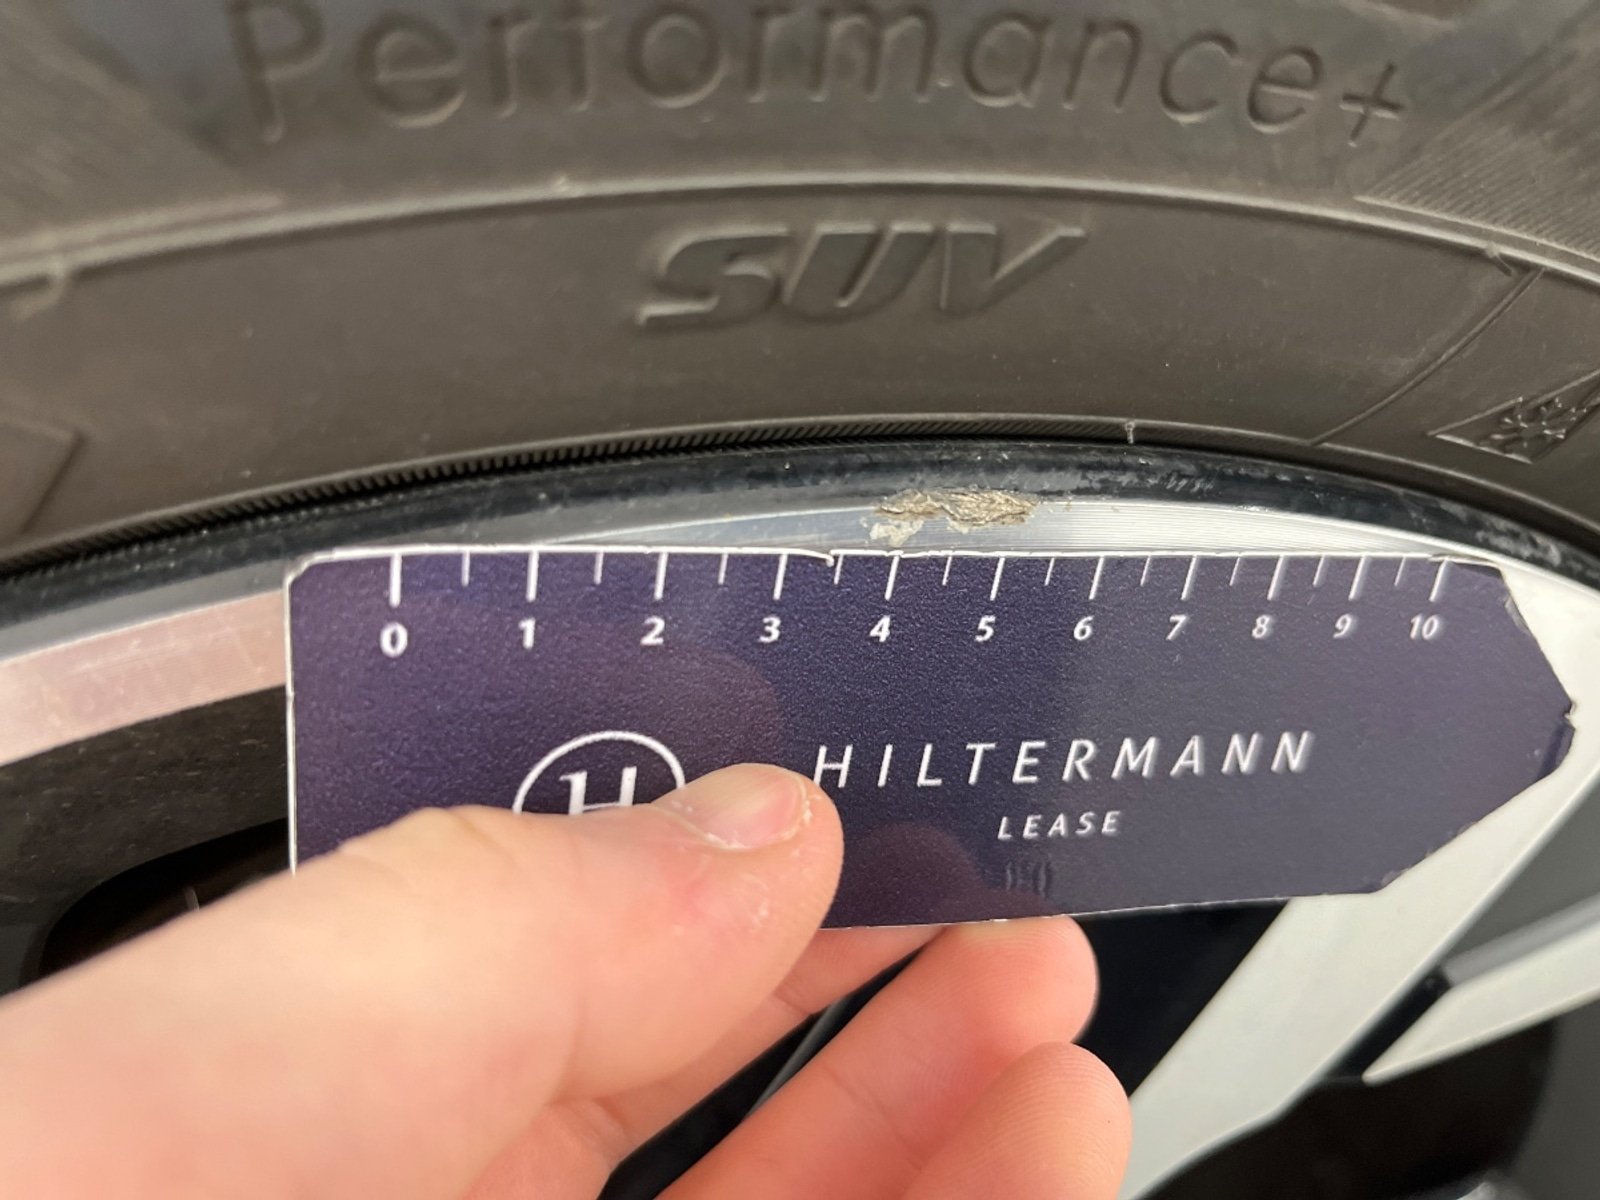 Performance+
SUV
0 1 2 3 4 5 6 7 8 9 10
H HILTERMANN
LEASE